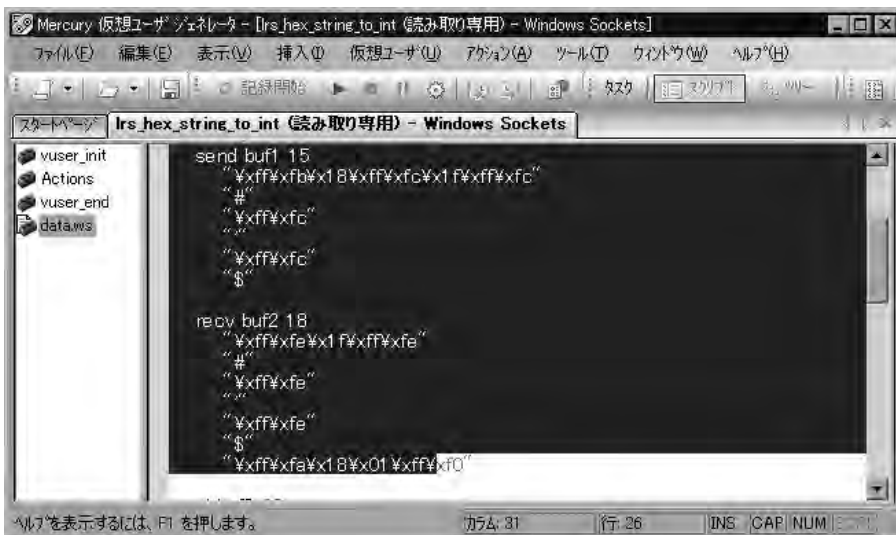 Mercury 仮想ユーザ ジェネレータ - [lrs_hex_string_to_int (読み取り専用) - Windows Sockets]
ファイル(F) 編集(E) 表示(V) 挿入(I) 仮想ユーザ(U) アクション(A) ツール(T) ウィンドウ(W) ヘルプ(H)
記録開始 タスク スクリプト ツリー
スタートページ lrs_hex_string_to_int (読み取り専用) - Windows Sockets
vuser_init
Actions
vuser_end
data.ws
send buf1 15
"¥xff¥xfb¥x18¥xff¥xfc¥x1f¥xff¥xfc"
"#"
"¥xff¥xfc"
"'"
"¥xff¥xfc"
"$"
recv buf2 18
"¥xff¥xfe¥x1f¥xff¥xfe"
"#"
"¥xff¥xfe"
"'"
"¥xff¥xfe"
"$"
"¥xff¥xfa¥x18¥x01¥xff¥xf0"
ヘルプを表示するには、F1 を押します。 カラム: 31 行: 26 INS CAP NUM